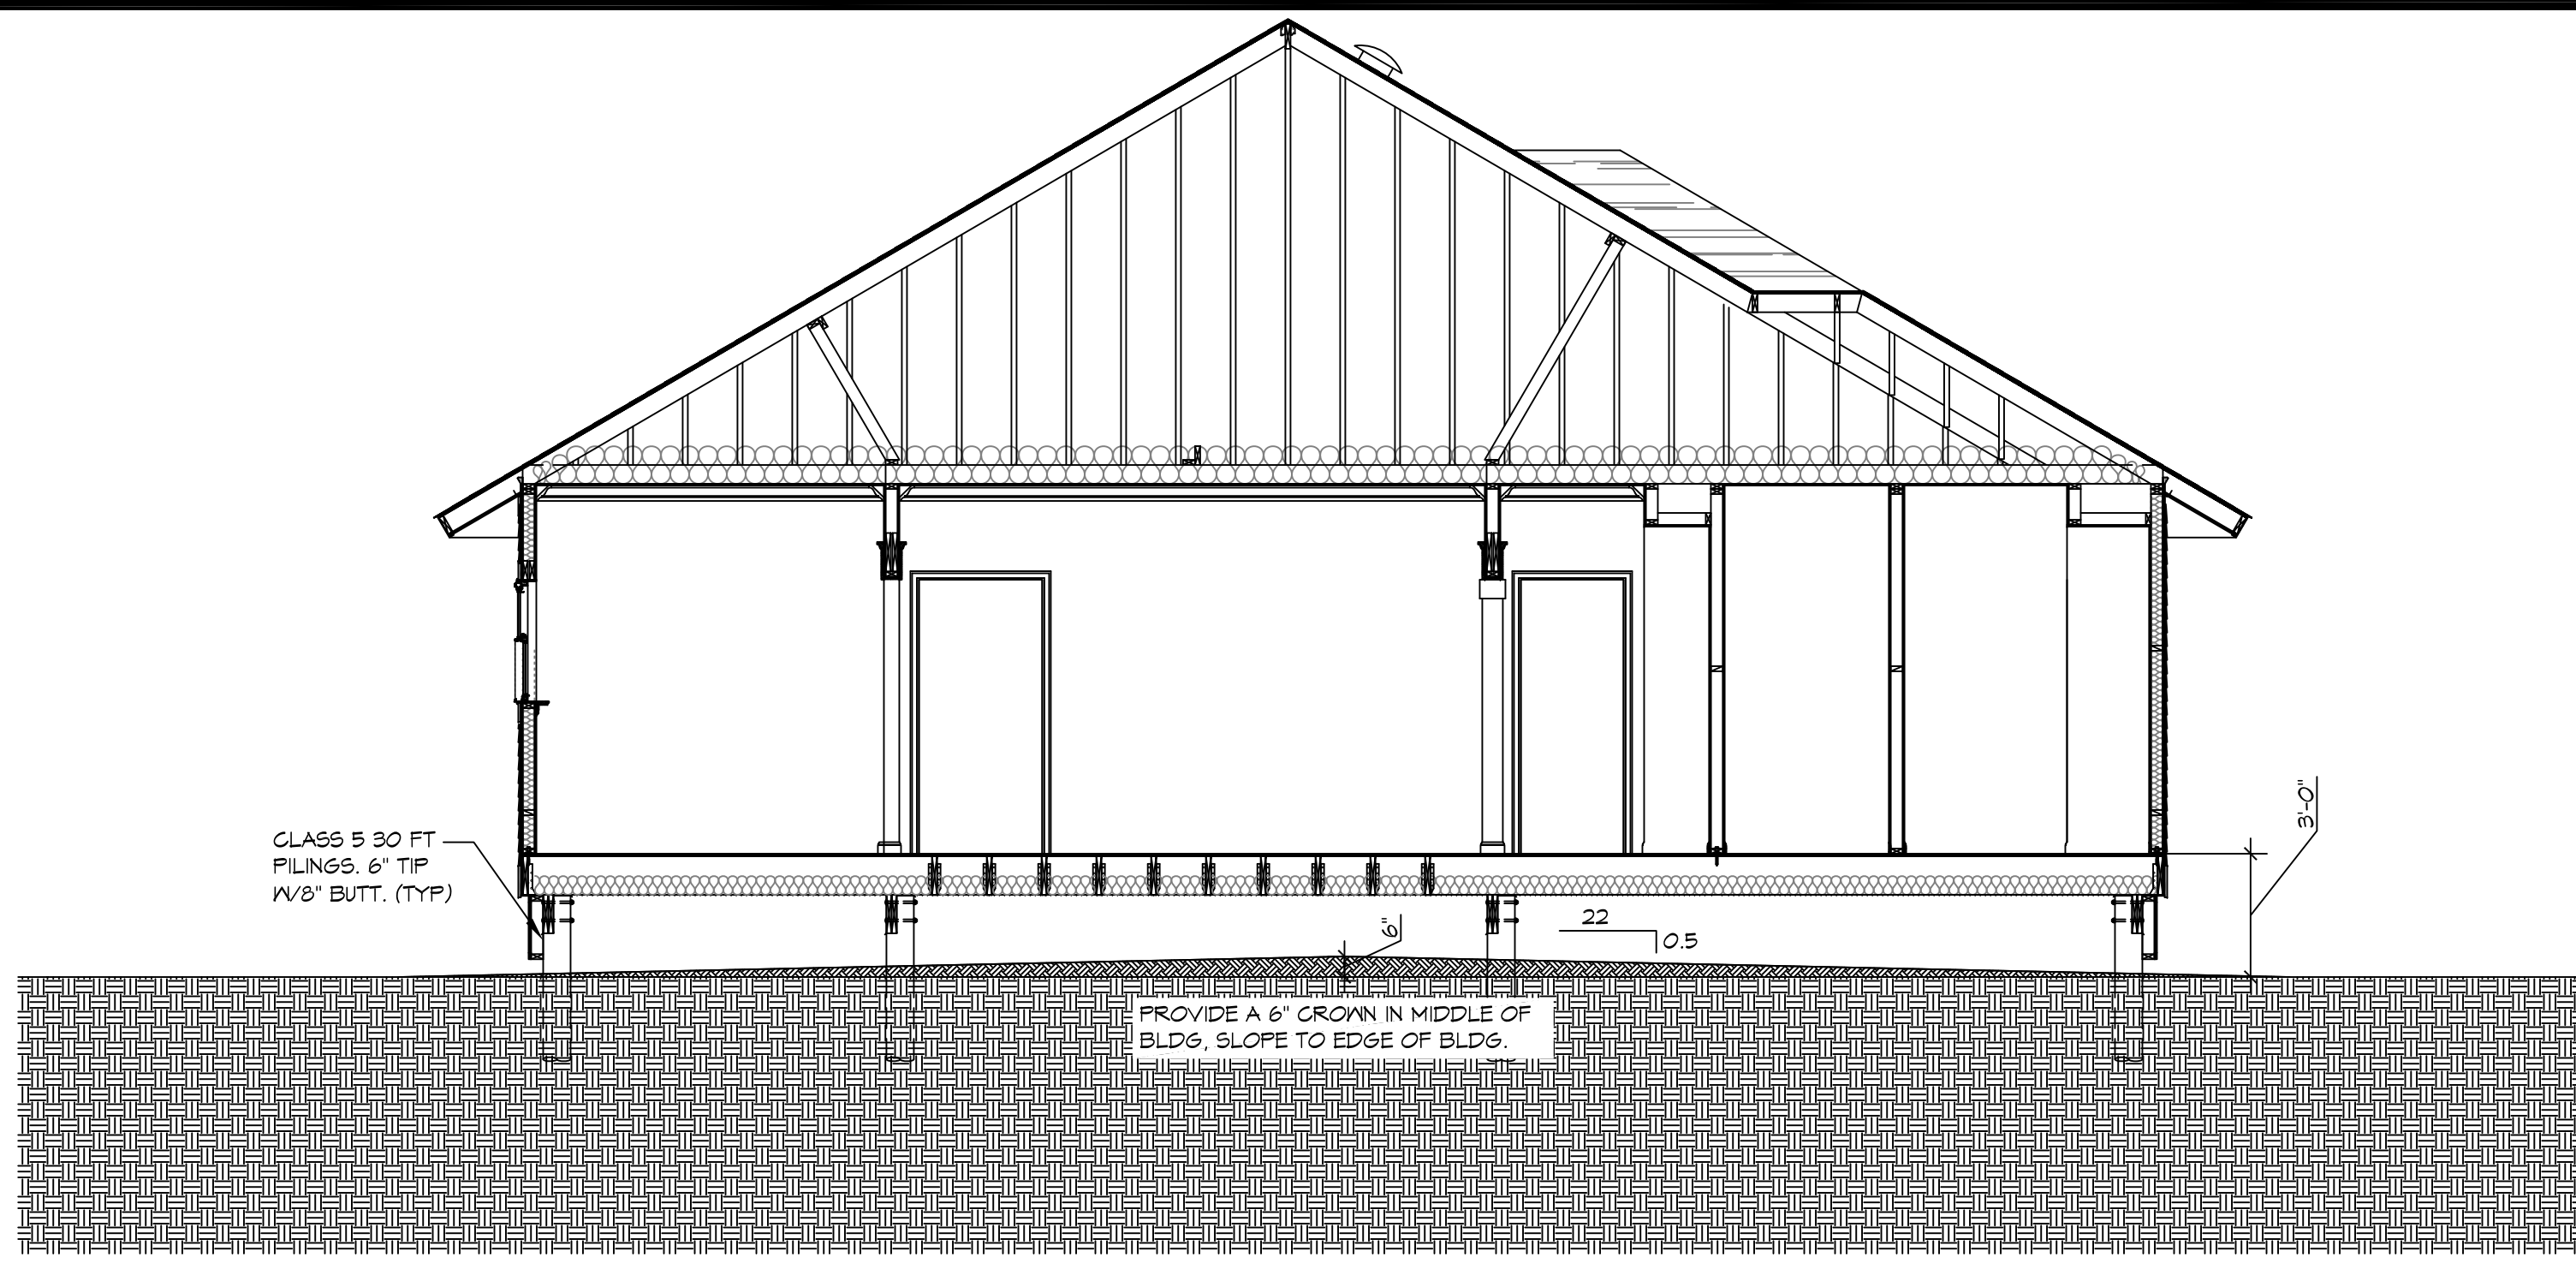 CLASS 5 30 FT
PILINGS. 6" TIP
W/8" BUTT. (TYP)
6"
22
0.5
3'-0"
PROVIDE A 6" CROWN IN MIDDLE OF
BLDG, SLOPE TO EDGE OF BLDG.